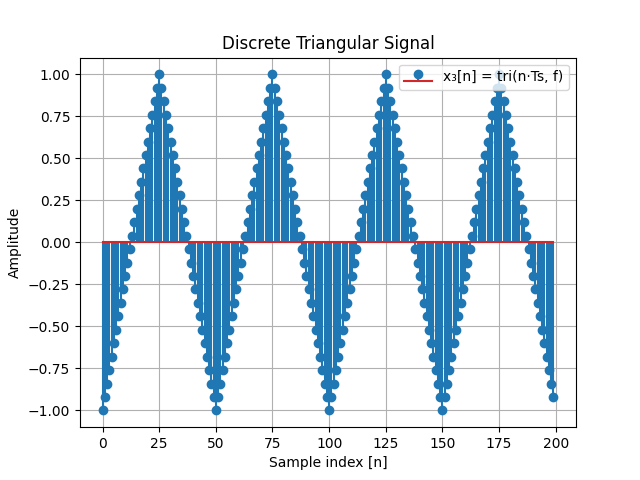 Discrete Triangular Signal
x₃[n] = tri(n·Ts, f)
1.00
0.75
0.50
0.25
0.00
−0.25
−0.50
−0.75
−1.00
Amplitude
0 25 50 75 100 125 150 175 200
Sample index [n]